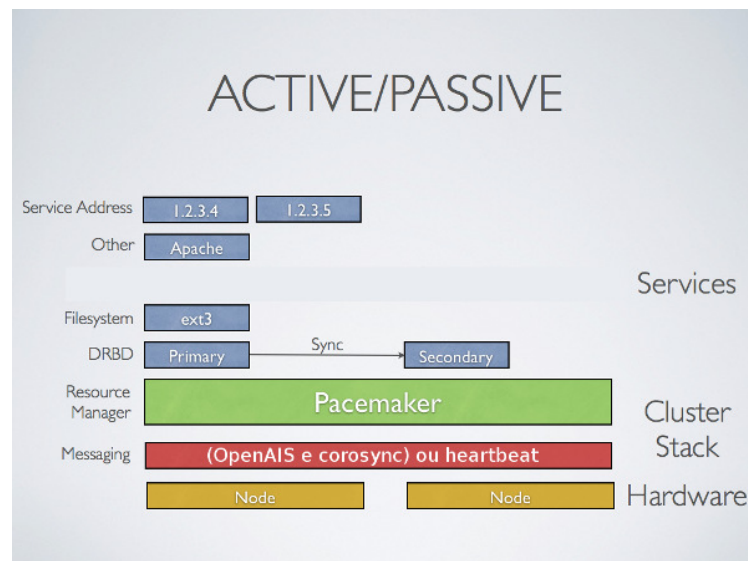 ACTIVE/PASSIVE
Service Address 1.2.3.4 1.2.3.5
Other Apache
Services
Filesystem ext3
DRBD Primary Sync Secondary
Resource
Manager
Pacemaker
Cluster
Stack
Messaging (OpenAIS e corosync) ou heartbeat
Node Node Hardware